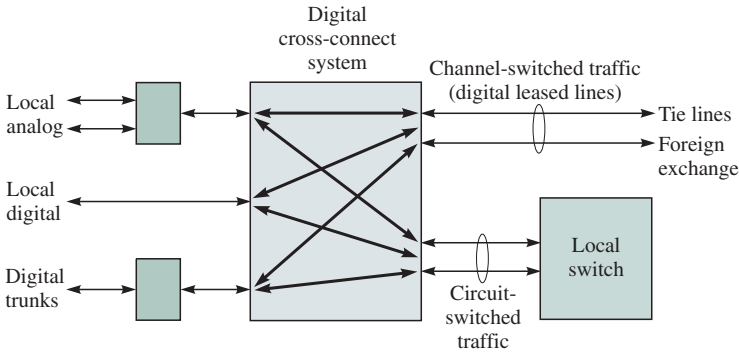 Digital
cross-connect
system
Channel-switched traffic
(digital leased lines)
Local
analog
Tie lines
Foreign
exchange
Local
digital
Local
switch
Digital
trunks
Circuit-
switched
traffic